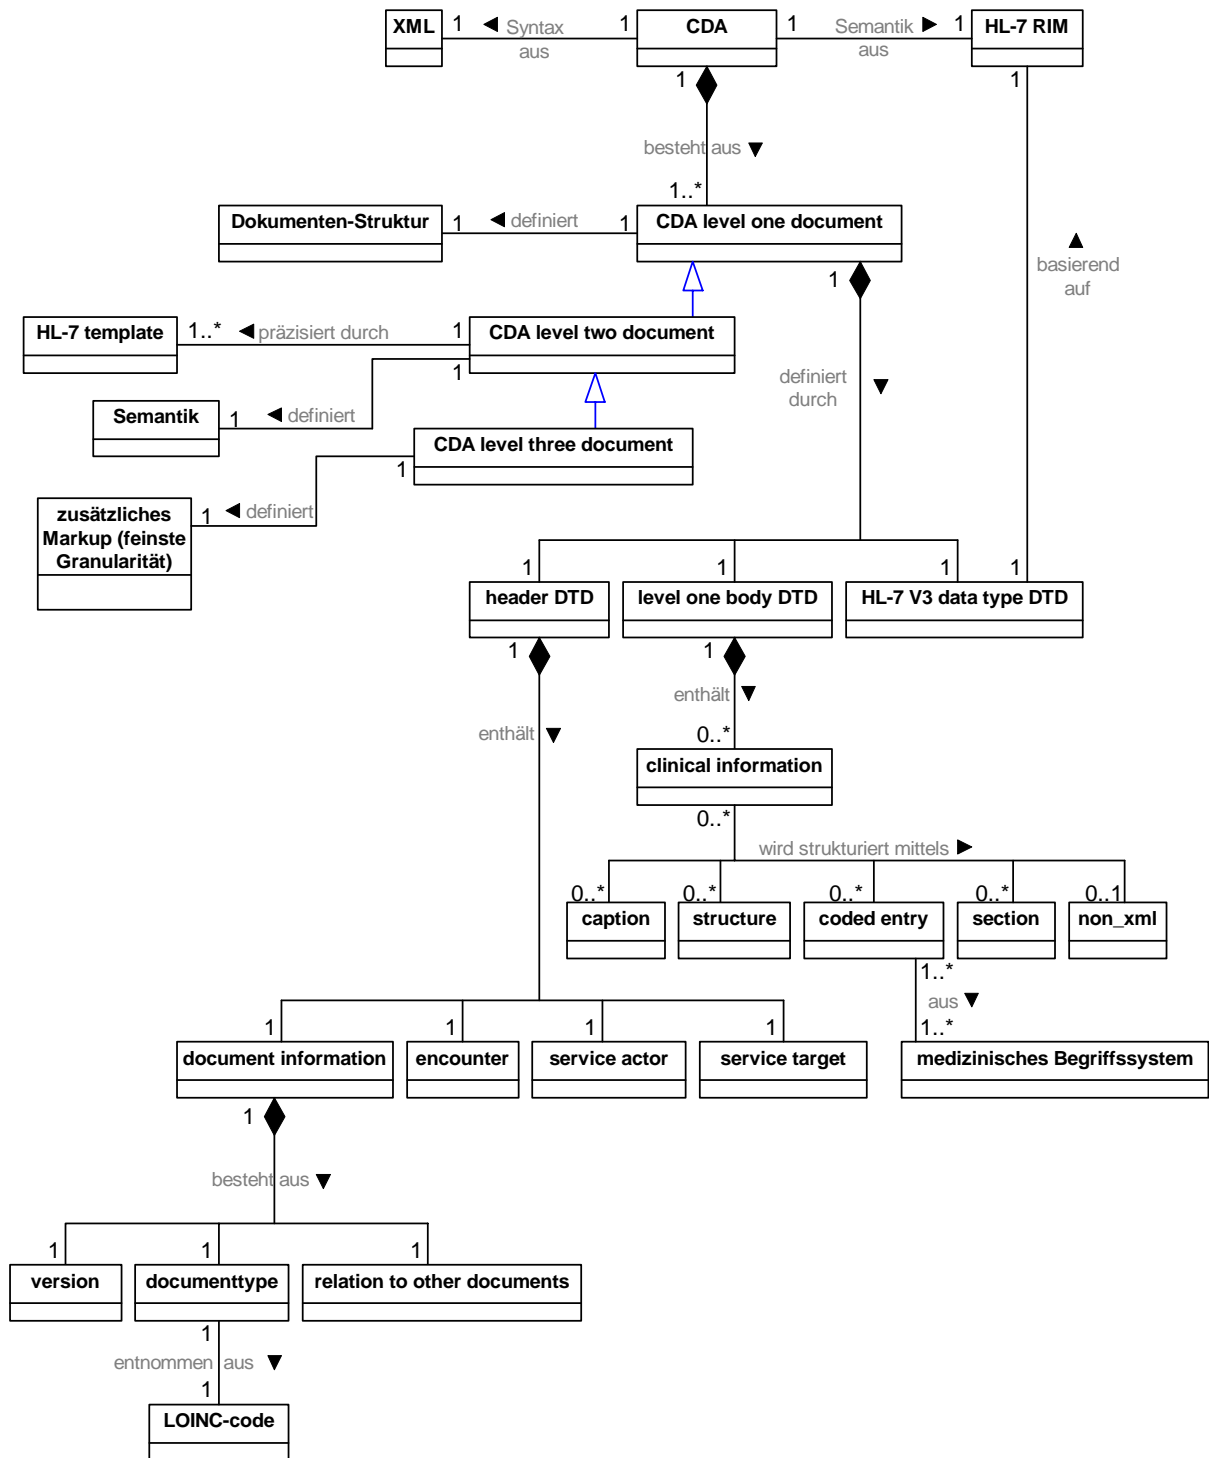 XML 1 ◄ Syntax aus 1 CDA 1 Semantik ► aus 1 HL-7 RIM
1
1
besteht aus ▼
1..*
Dokumenten-Struktur 1 ◄ definiert 1 CDA level one document
1
▲
basierend
auf
HL-7 template 1..* ◄ präzisiert durch 1 CDA level two document
1
definiert
durch ▼
Semantik 1 ◄ definiert
CDA level three document
1
zusätzliches
Markup (feinste
Granularität)
1 ◄ definiert
1 1 1 1
header DTD level one body DTD HL-7 V3 data type DTD
1 1
enthält ▼
enthält ▼
0..*
clinical information
0..*
wird strukturiert mittels ►
0..* 0..* 0..* 0..* 0..1
caption structure coded entry section non_xml
1..*
aus ▼
1..*
1 1 1 1
document information encounter service actor service target medizinisches Begriffssystem
1
besteht aus ▼
1 1 1
version documenttype relation to other documents
1
entnommen aus ▼
1
LOINC-code